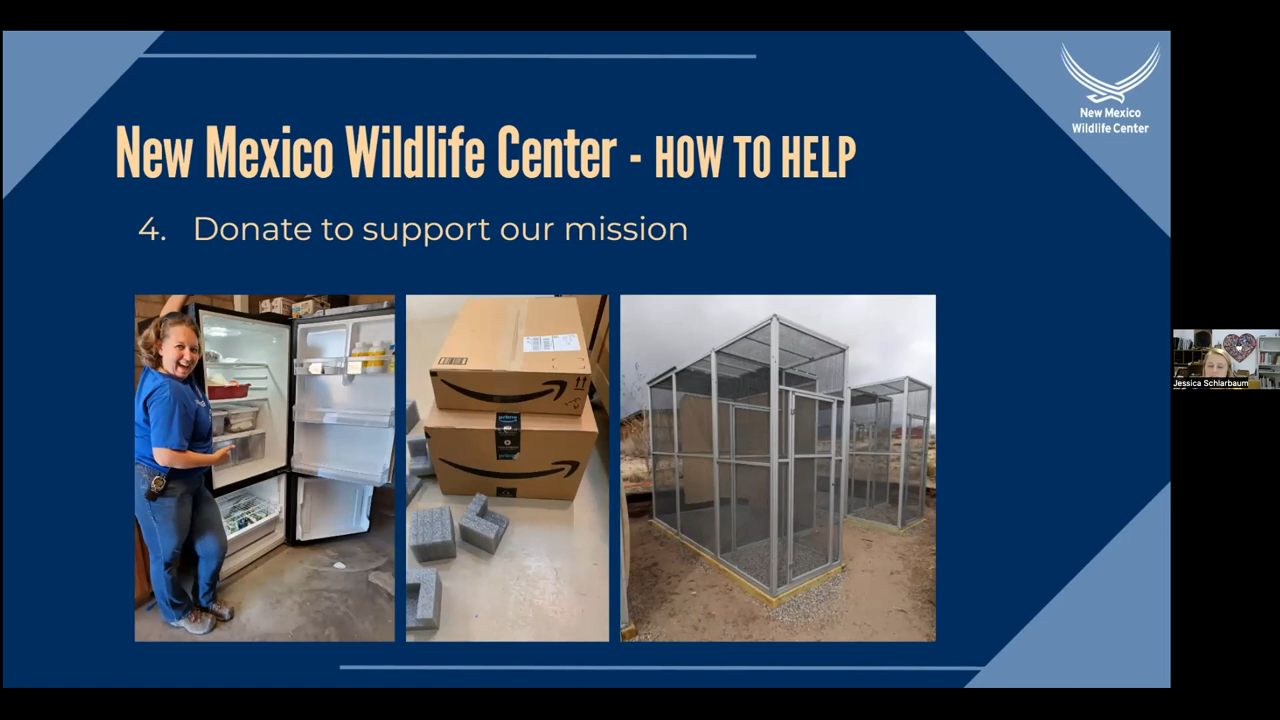 New Mexico
Wildlife Center
New Mexico Wildlife Center - HOW TO HELP
4. Donate to support our mission
prime
Jessica Schlarbaum